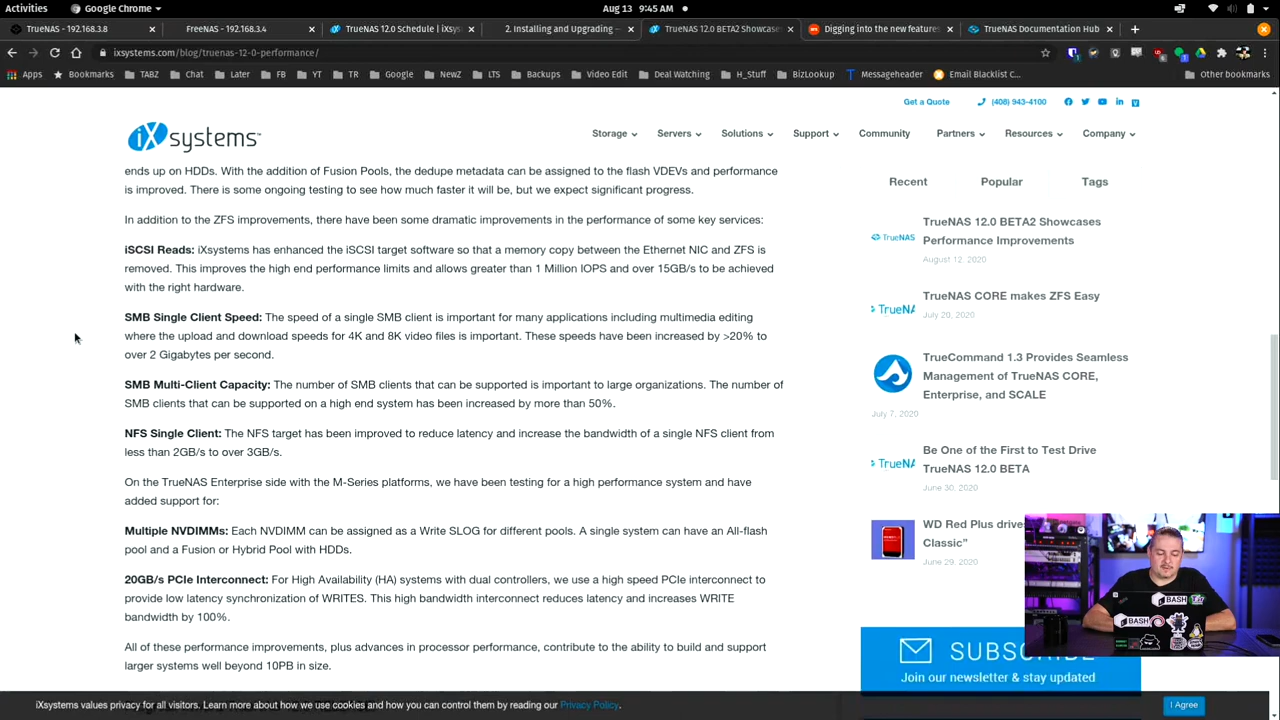 Activities
Google Chrome
Aug 13 9:45 AM
TrueNAS - 192.168.3.8
FreeNAS - 192.168.3.4
TrueNAS 12.0 Schedule | iXsys
2. Installing and Upgrading —
TrueNAS 12.0 BETA2 Showcase
Digging into the new features
TrueNAS Documentation Hub
ixsystems.com/blog/truenas-12-0-performance/
Apps
Bookmarks
TABZ
Chat
Later
FB
YT
TR
Google
NewZ
LTS
Backups
Video Edit
Deal Watching
H_Stuff
BizLookup
Messageheader
Email Blacklist C...
Other bookmarks
Get a Quote
(408) 943-4100
iXsystems
Storage
Servers
Solutions
Support
Community
Partners
Resources
Company
ends up on HDDs. With the addition of Fusion Pools, the dedupe metadata can be assigned to the flash VDEVs and performance
is improved. There is some ongoing testing to see how much faster it will be, but we expect significant progress.
In addition to the ZFS improvements, there have been some dramatic improvements in the performance of some key services:
iSCSI Reads: iXsystems has enhanced the iSCSI target software so that a memory copy between the Ethernet NIC and ZFS is
removed. This improves the high end performance limits and allows greater than 1 Million IOPS and over 15GB/s to be achieved
with the right hardware.
SMB Single Client Speed: The speed of a single SMB client is important for many applications including multimedia editing
where the upload and download speeds for 4K and 8K video files is important. These speeds have been increased by >20% to
over 2 Gigabytes per second.
SMB Multi-Client Capacity: The number of SMB clients that can be supported is important to large organizations. The number of
SMB clients that can be supported on a high end system has been increased by more than 50%.
NFS Single Client: The NFS target has been improved to reduce latency and increase the bandwidth of a single NFS client from
less than 2GB/s to over 3GB/s.
On the TrueNAS Enterprise side with the M-Series platforms, we have been testing for a high performance system and have
added support for:
Multiple NVDIMMs: Each NVDIMM can be assigned as a Write SLOG for different pools. A single system can have an All-flash
pool and a Fusion or Hybrid Pool with HDDs.
20GB/s PCIe Interconnect: For High Availability (HA) systems with dual controllers, we use a high speed PCIe interconnect to
provide low latency synchronization of WRITES. This high bandwidth interconnect reduces latency and increases WRITE
bandwidth by 100%.
All of these performance improvements, plus advances in processor performance, contribute to the ability to build and support
larger systems well beyond 10PB in size.
Recent
Popular
Tags
TrueNAS
TrueNAS 12.0 BETA2 Showcases
Performance Improvements
August 12, 2020
TrueN
TrueNAS CORE makes ZFS Easy
July 20, 2020
TrueCommand 1.3 Provides Seamless
Management of TrueNAS CORE,
Enterprise, and SCALE
July 7, 2020
TrueNA
Be One of the First to Test Drive
TrueNAS 12.0 BETA
June 30, 2020
WD Red Plus drive
Classic”
June 29, 2020
BASH
BASH
SUBSCRIBE
Join our newsletter & stay updated
iXsystems values privacy for all visitors. Learn more about how we use cookies and how you can control them by reading our Privacy Policy.
I Agree